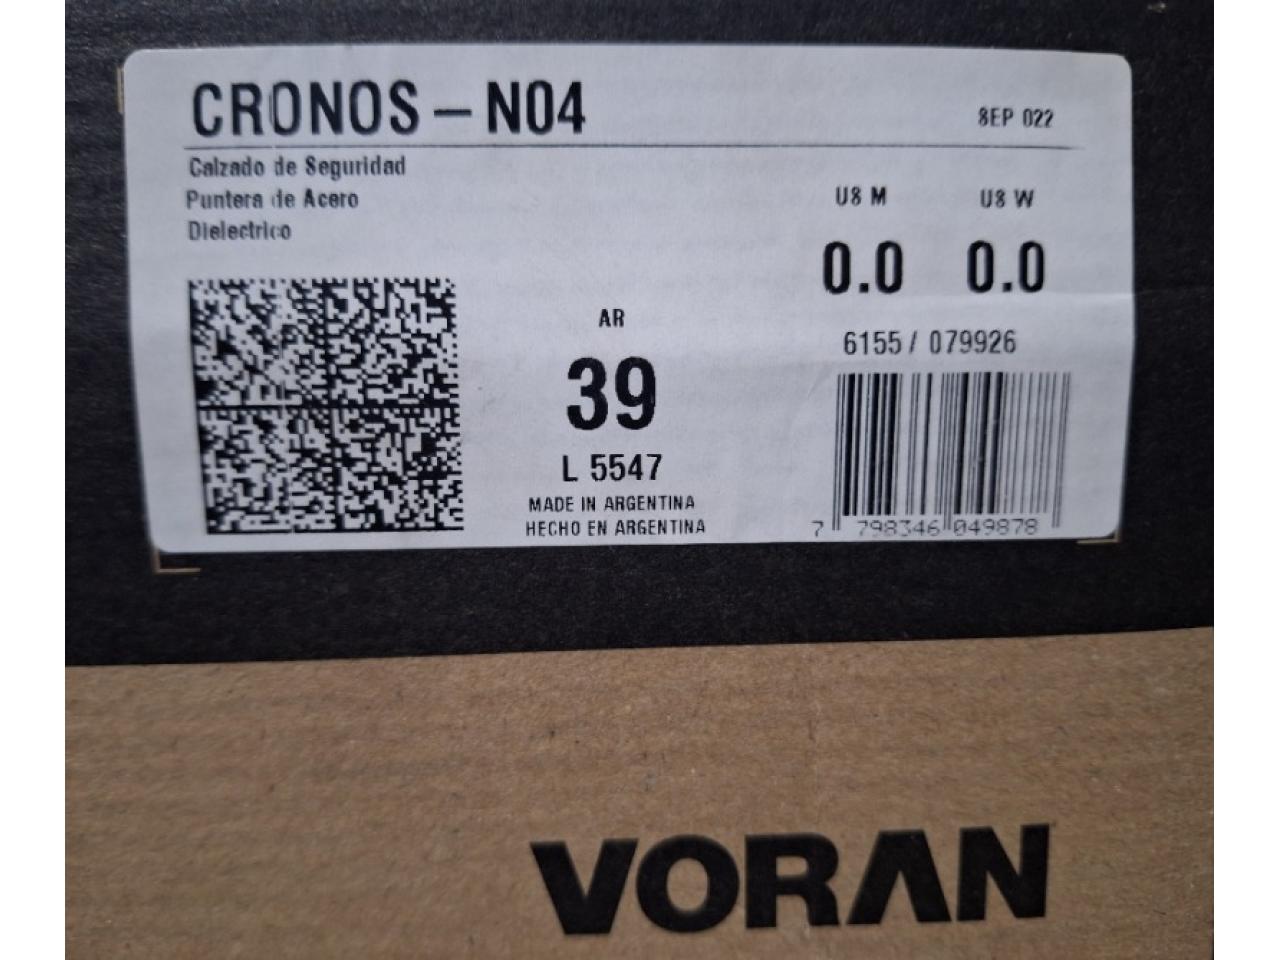 CRONOS - N04
SEP 022
Calzado de Seguridad
Puntera de Acero
Dielectrico
US M
US W
0.0
0.0
AR
39
L 5547
MADE IN ARGENTINA
HECHO EN ARGENTINA
6155 / 079926
7 798346 049878
VORAN